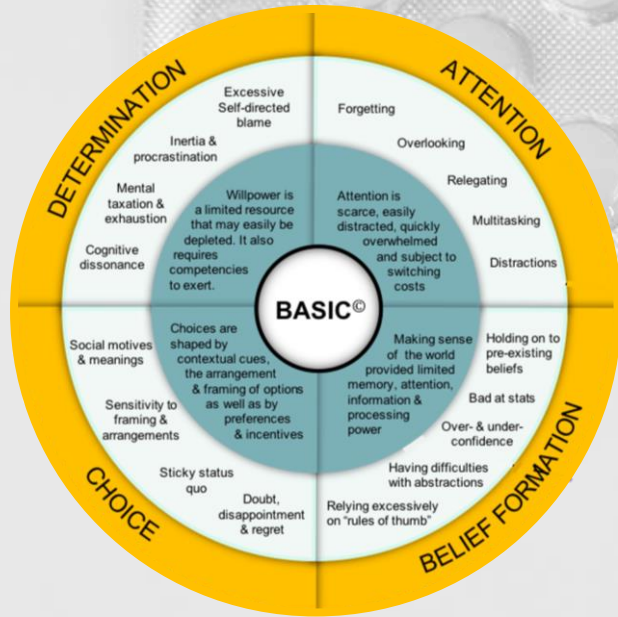 DETERMINATION
Excessive
Self-directed
blame
Inertia &
procrastination
Mental
taxation &
exhaustion
Cognitive
dissonance
Willpower is
a limited resource
that may easily be
depleted. It also
requires
competencies
to exert.
ATTENTION
Forgetting
Overlooking
Relegating
Multitasking
Distractions
Attention is
scarce, easily
distracted, quickly
overwhelmed
and subject to
switching
costs
BASIC©
CHOICE
Social motives
& meanings
Sensitivity to
framing &
arrangements
Sticky status
quo
Doubt,
disappointment
& regret
Choices are
shaped by
contextual cues,
the arrangement
& framing of options
as well as by
preferences
& incentives
BELIEF FORMATION
Making sense
of the world
provided limited
memory, attention,
information &
processing
power
Holding on to
pre-existing
beliefs
Bad at stats
Over- & under-
confidence
Having difficulties
with abstractions
Relying excessively
on "rules of thumb"